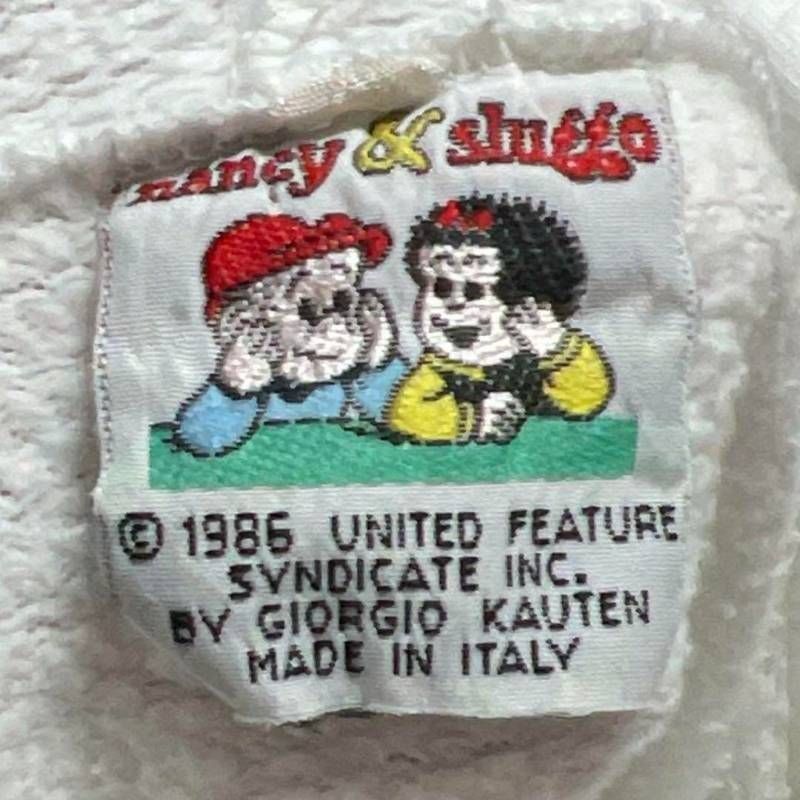 nancy & sluggo
© 1986 UNITED FEATURE
SYNDICATE INC.
BY GIORGIO KAUTEN
MADE IN ITALY